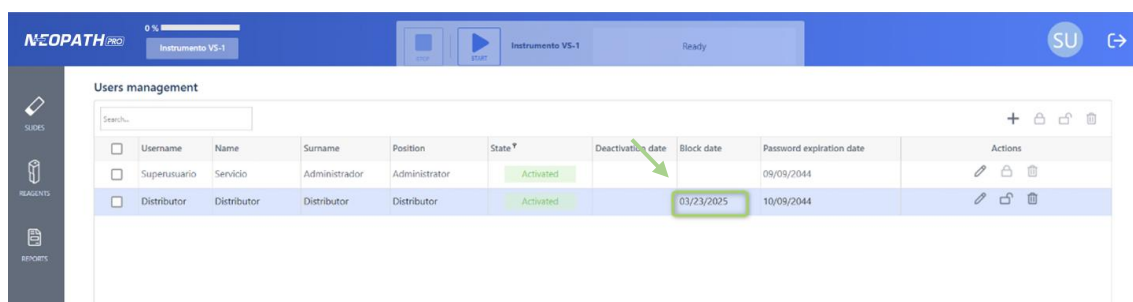 NEOPATH PRO
0 %
Instrumento VS-1
STOP
START
Instrumento VS-1
Ready
SU
SLIDES
REAGENTS
REPORTS
Users management
Search...
Username Name Surname Position State Deactivation date Block date Password expiration date Actions
Superusuario Servicio Administrador Administrator Activated 09/09/2044
Distributor Distributor Distributor Distributor Activated 03/23/2025 10/09/2044